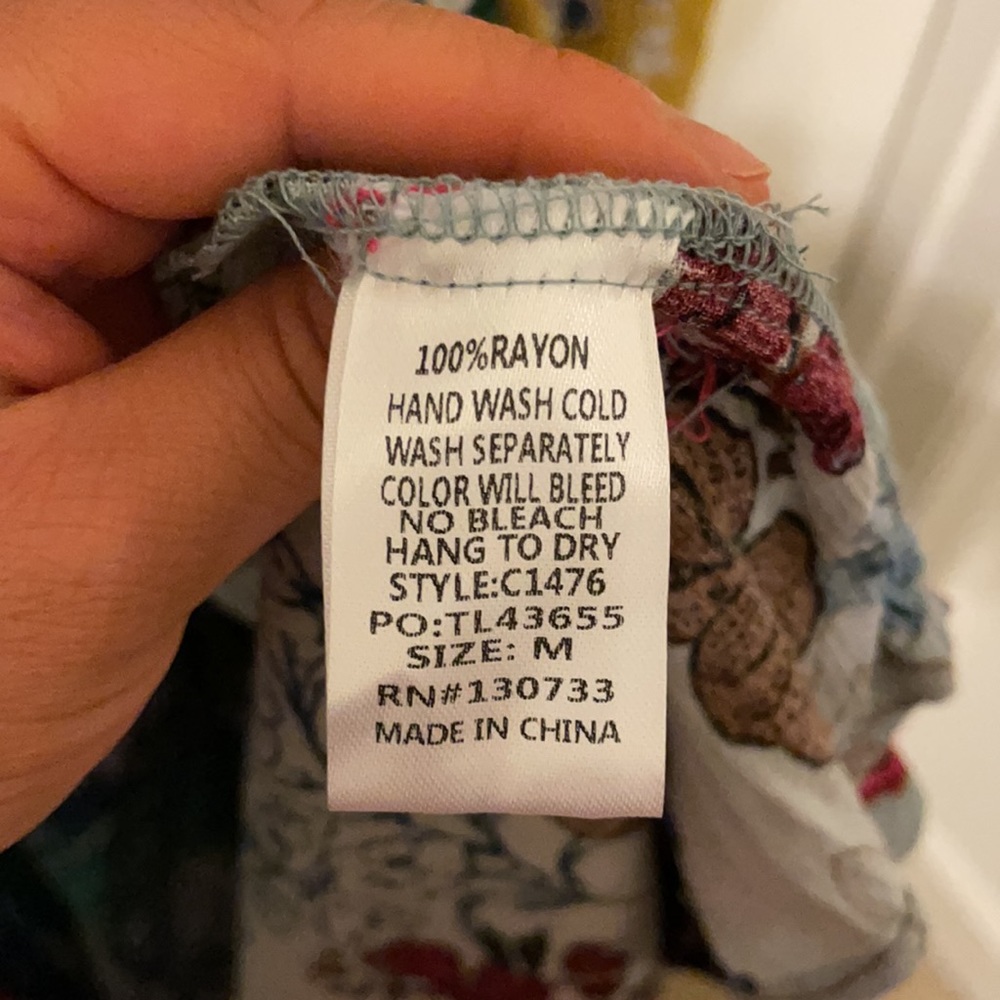 100%RAYON
HAND WASH COLD
WASH SEPARATELY
COLOR WILL BLEED
NO BLEACH
HANG TO DRY
STYLE:C1476
PO:TL43655
SIZE: M
RN#130733
MADE IN CHINA